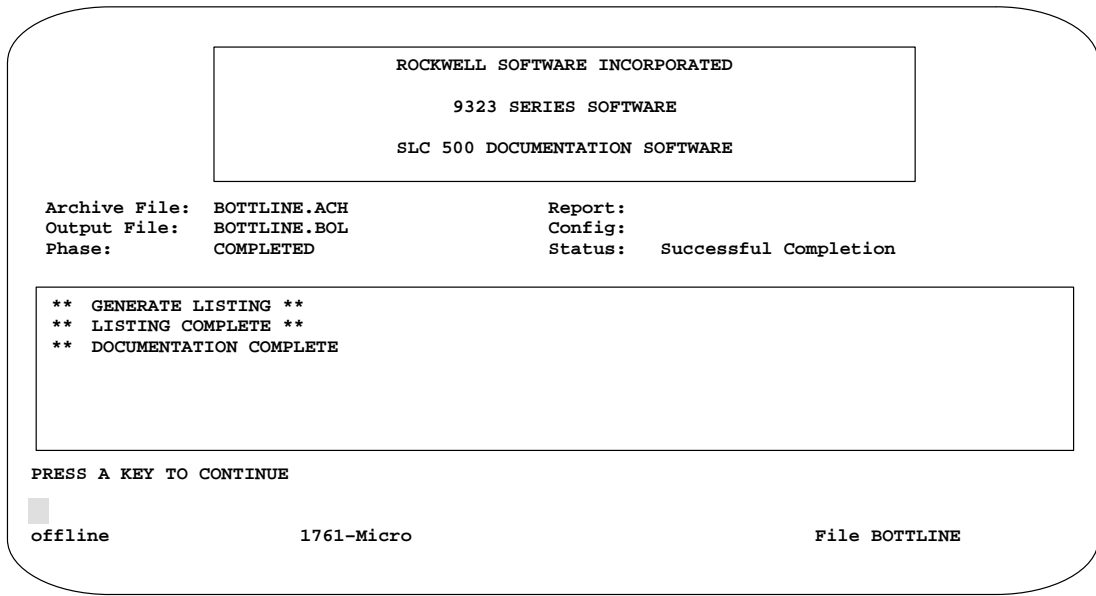 ROCKWELL SOFTWARE INCORPORATED
9323 SERIES SOFTWARE
SLC 500 DOCUMENTATION SOFTWARE
Archive File: BOTTLINE.ACH Report:
Output File: BOTTLINE.BOL Config:
Phase: COMPLETED Status: Successful Completion
** GENERATE LISTING **
** LISTING COMPLETE **
** DOCUMENTATION COMPLETE
PRESS A KEY TO CONTINUE
offline 1761-Micro File BOTTLINE